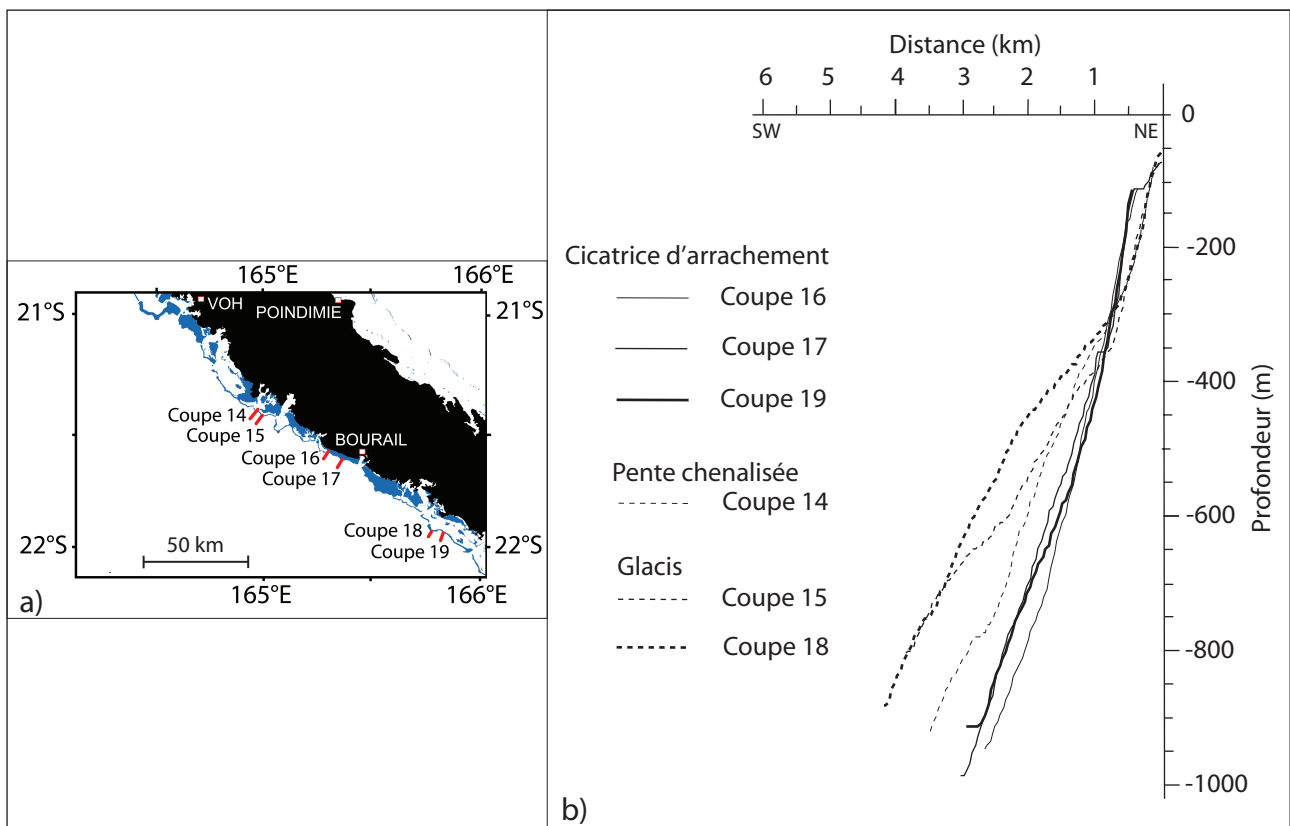 165°E 166°E
21°S VOH POINDIMIE 21°S
Coupe 14
Coupe 15
BOURAIL
Coupe 16
Coupe 17
Coupe 18
Coupe 19
22°S 22°S
50 km
165°E 166°E
a)
Distance (km)
6 5 4 3 2 1
SW NE
0
-200
-400
-600
-800
-1000
Profondeur (m)
Cicatrice d'arrachement
Coupe 16
Coupe 17
Coupe 19
Pente chenalisée
Coupe 14
Glacis
Coupe 15
Coupe 18
b)